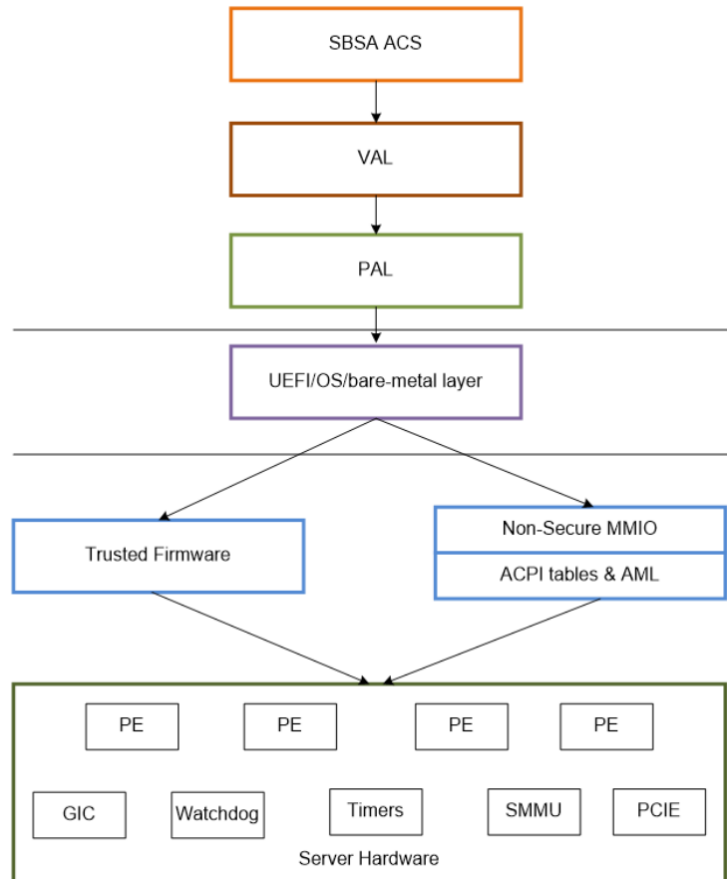 SBSA ACS
VAL
PAL
UEFI/OS/bare-metal layer
Trusted Firmware
Non-Secure MMIO
ACPI tables & AML
PE PE PE PE
GIC Watchdog Timers SMMU PCIE
Server Hardware